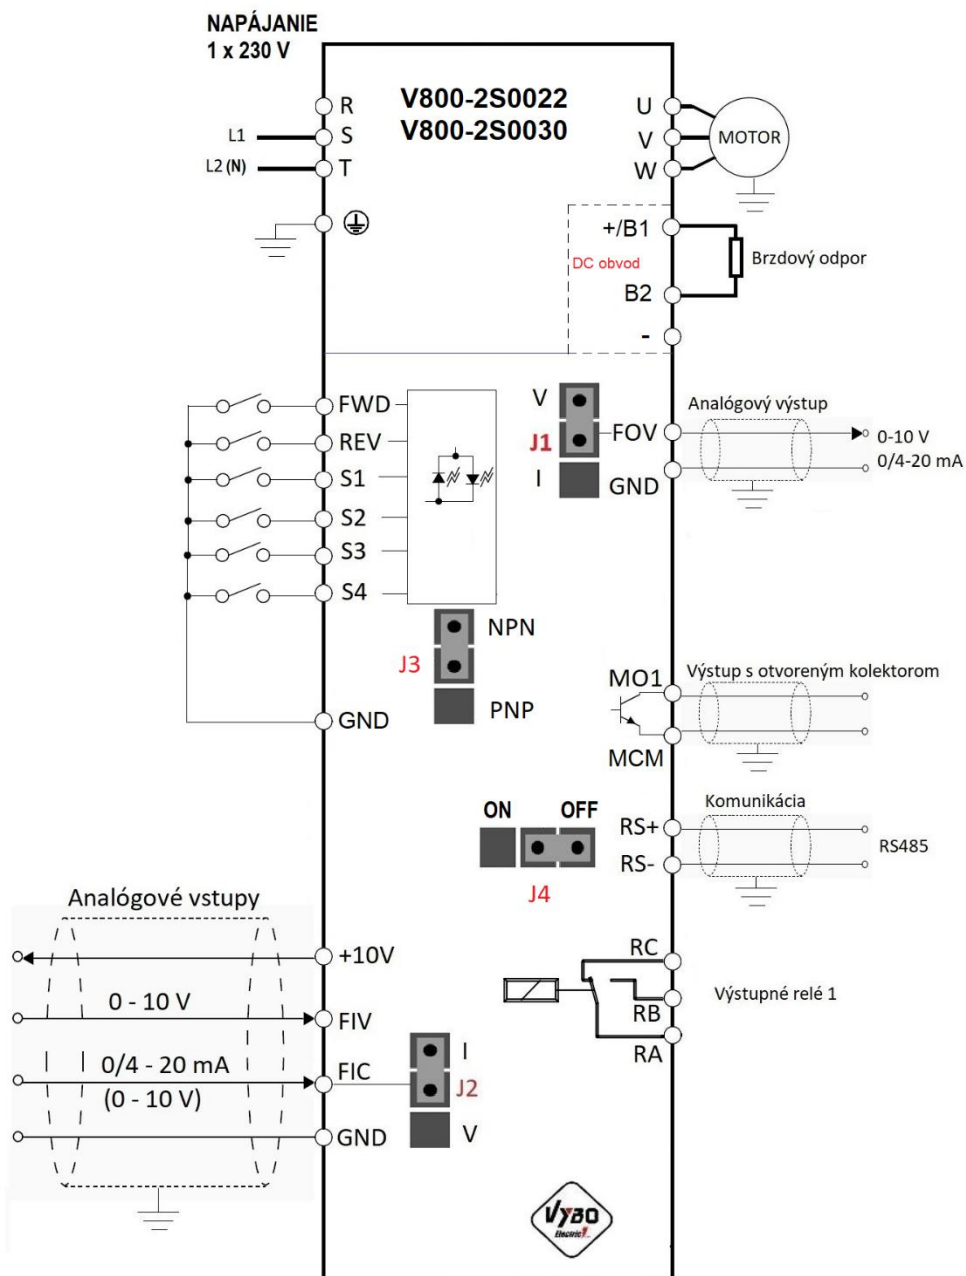 NAPÁJANIE
1 x 230 V
V800-2S0022
V800-2S0030
R
L1 S
L2 (N) T
U
V
W
MOTOR
+/B1
DC obvod
B2
-
Brzdový odpor
FWD
REV
S1
S2
S3
S4
GND
V
J1
I
FOV
GND
Analógový výstup
0-10 V
0/4-20 mA
NPN
J3
PNP
MO1
MCM
Výstup s otvoreným kolektorom
ON OFF
J4
RS+
RS-
Komunikácia
RS485
Analógové vstupy
+10V
0 - 10 V
FIV
0/4 - 20 mA
(0 - 10 V)
FIC
GND
I
J2
V
RC
RB
RA
Výstupné relé 1
VYBO
Electric